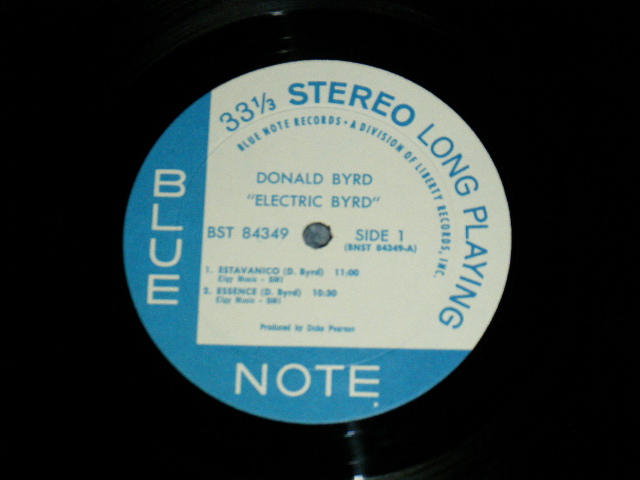 33⅓ STEREO LONG PLAYING
BLUE NOTE RECORDS • A DIVISION OF LIBERTY RECORDS, INC.
DONALD BYRD
"ELECTRIC BYRD"
BST 84349 SIDE 1
(BNST 84349-A)
1. ESTAVANICO (D. Byrd) 11:00
Elgy Music - BMI
2. ESSENCE (D. Byrd) 10:30
Elgy Music - BMI
Produced by Duke Pearson
BLUE
NOTE